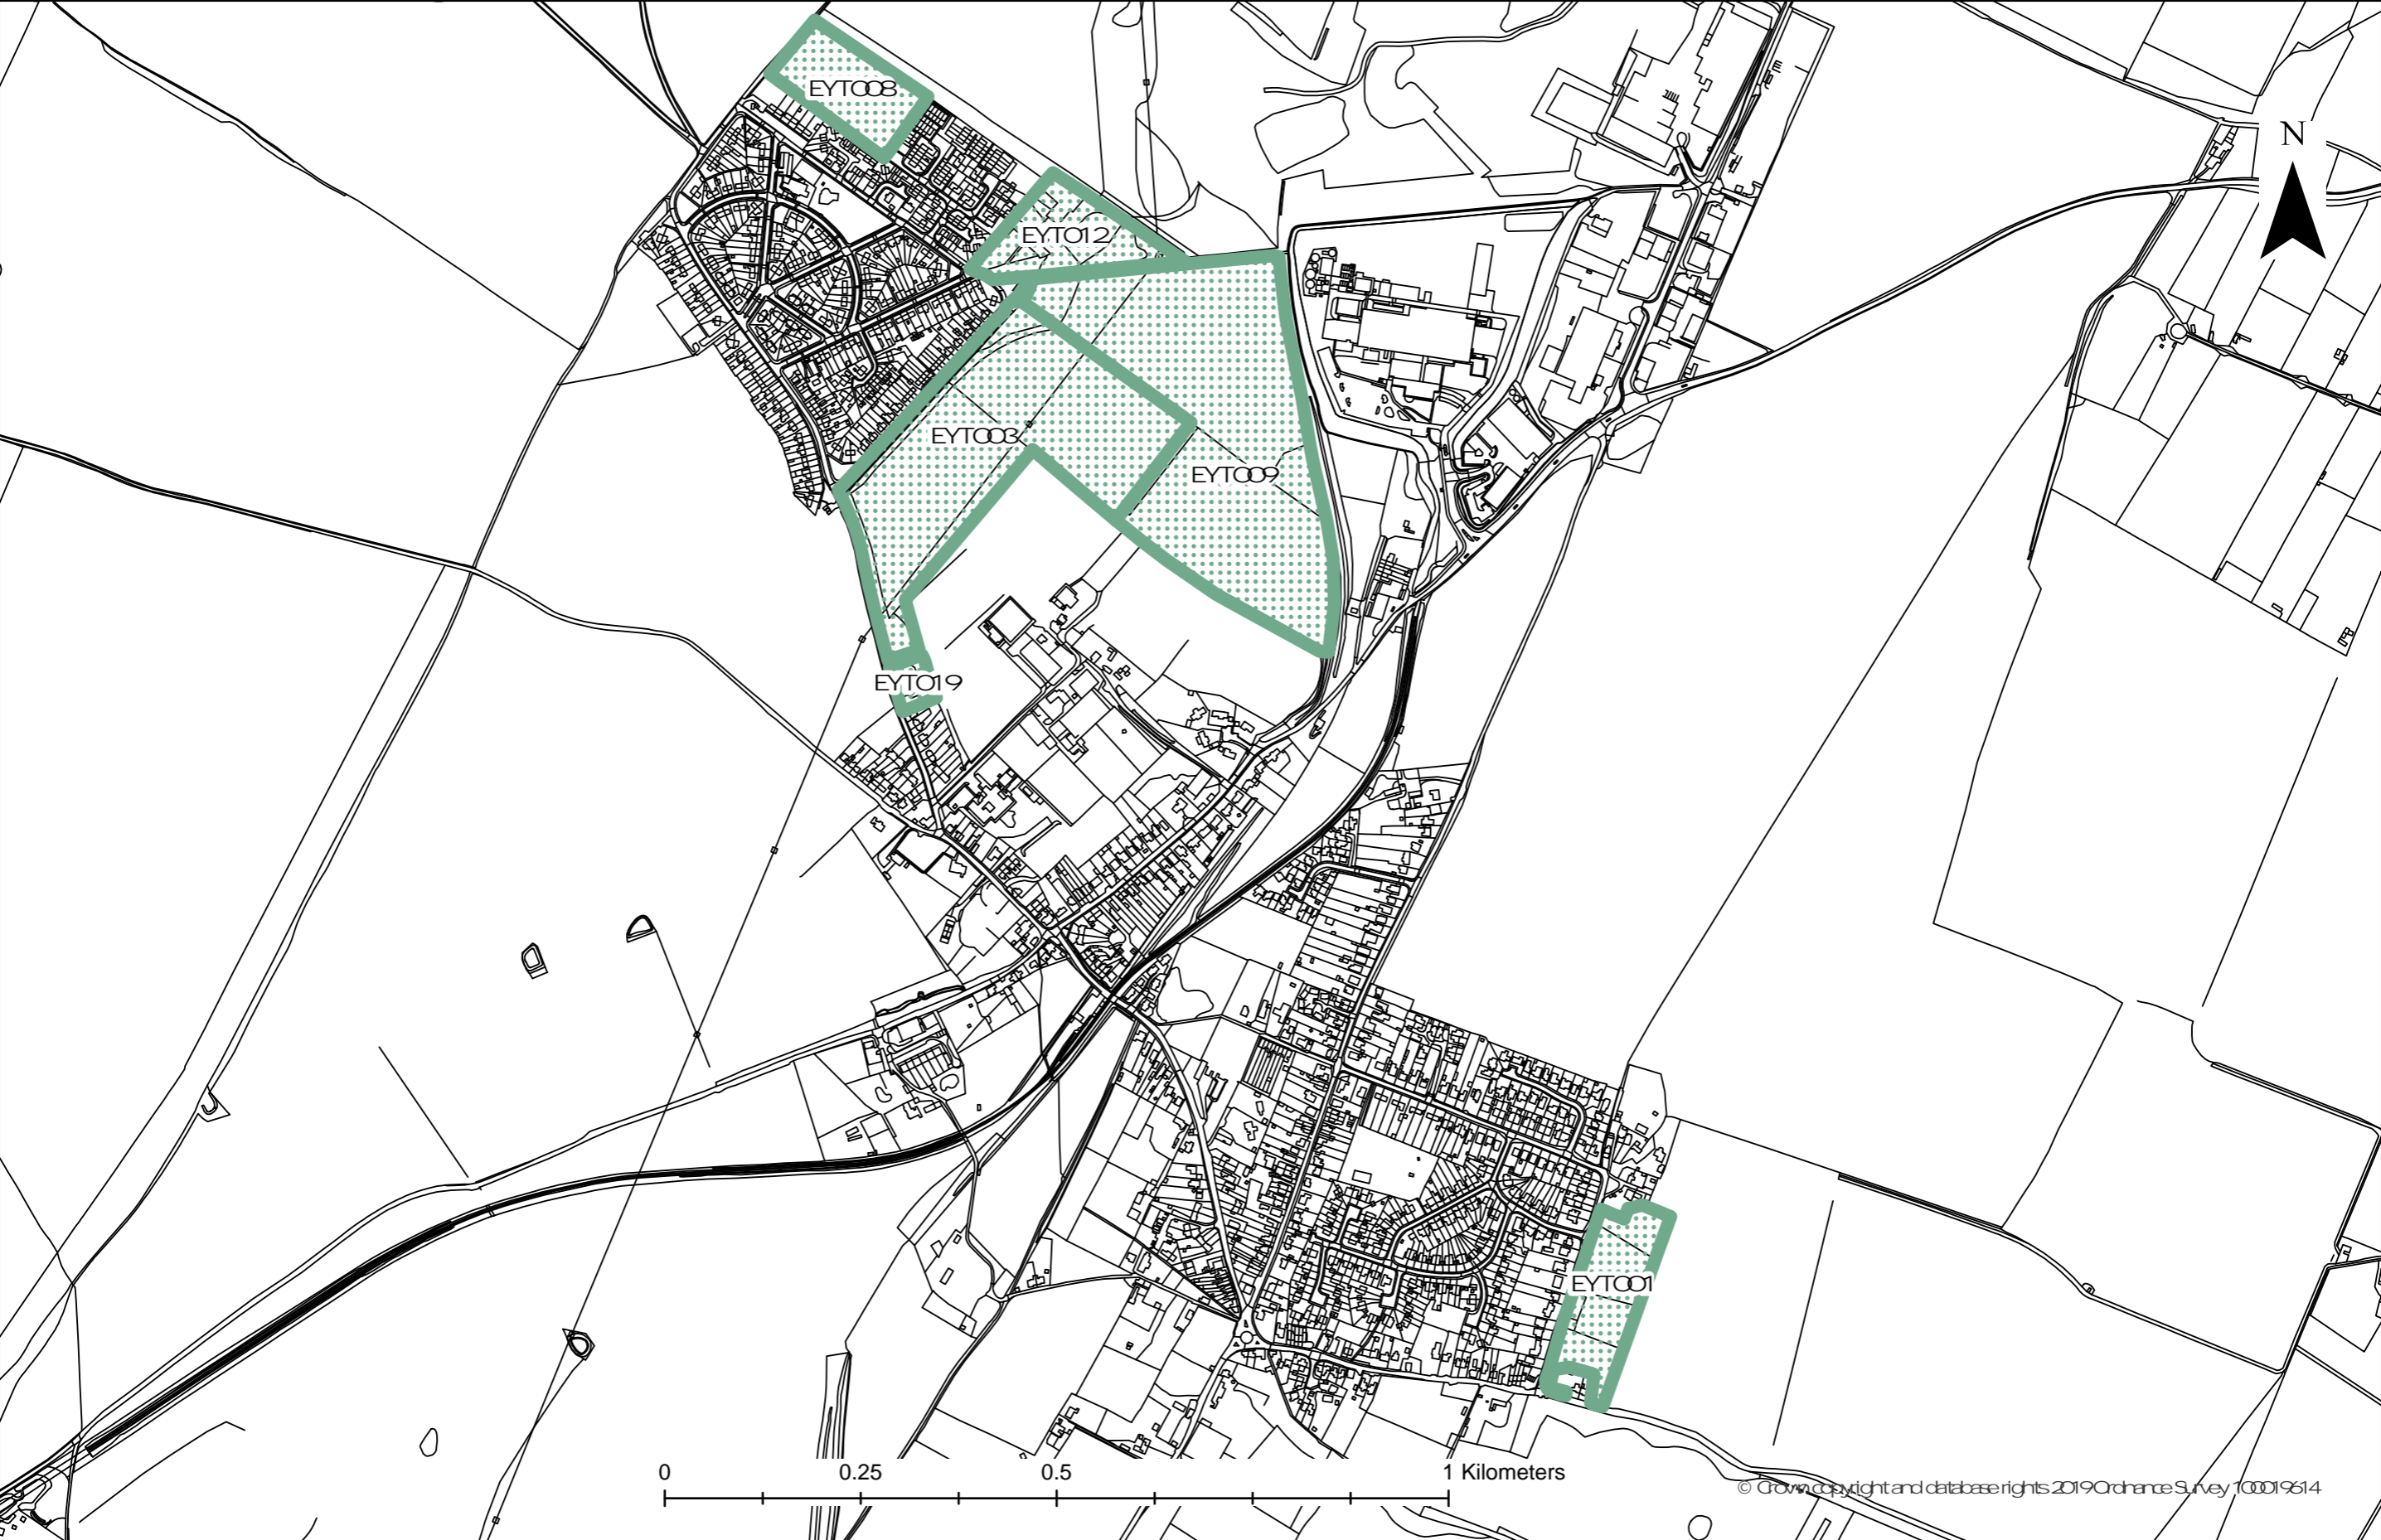 EYT008
N
EYT012
EYT003
EYT009
EYT019
EYT001
0 0.25 0.5 1 Kilometers
© Crown copyright and database rights 2019 Ordnance Survey 100019614